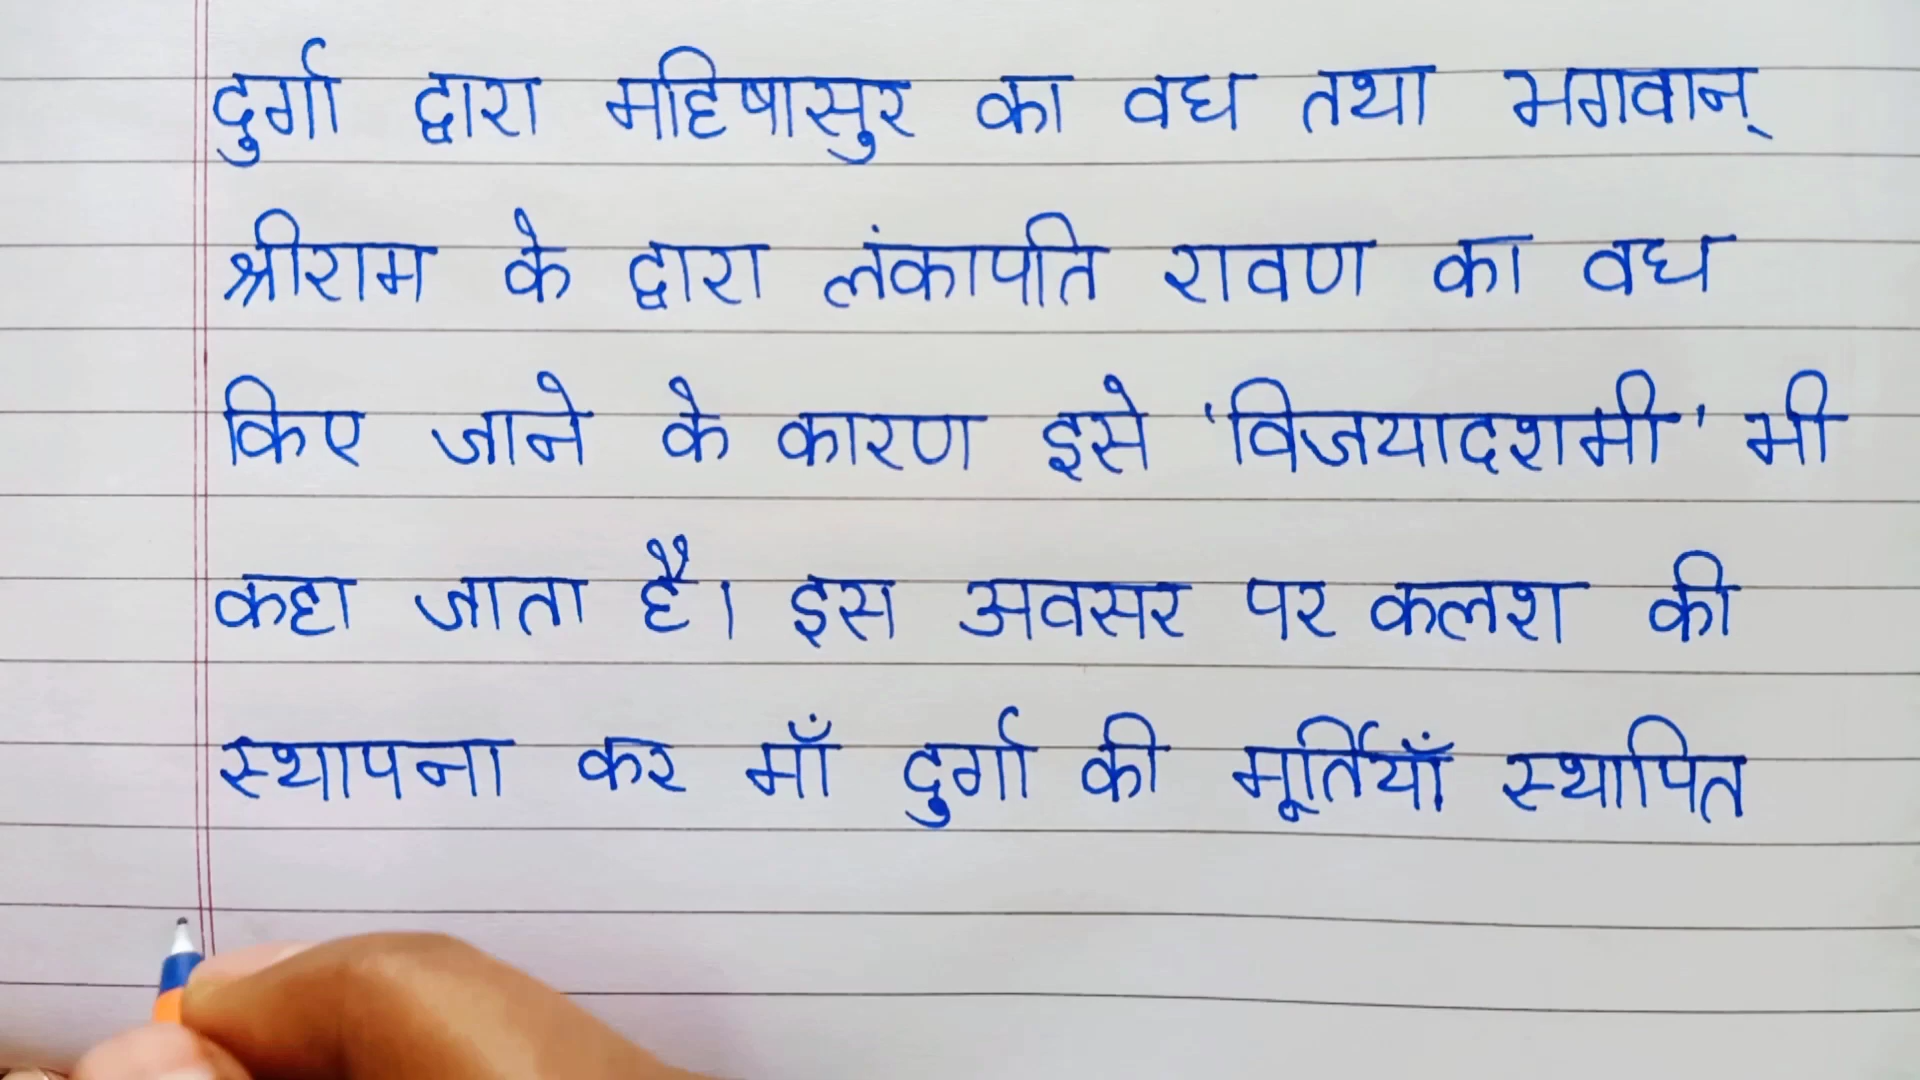 दुर्गा द्वारा महिषासुर का वध तथा भगवान्
श्रीराम के द्वारा लंकापति रावण का वध
किए जाने के कारण इसे 'विजयादशमी' भी
कहा जाता है। इस अवसर पर कलश की
स्थापना कर माँ दुर्गा की मूर्तियाँ स्थापित